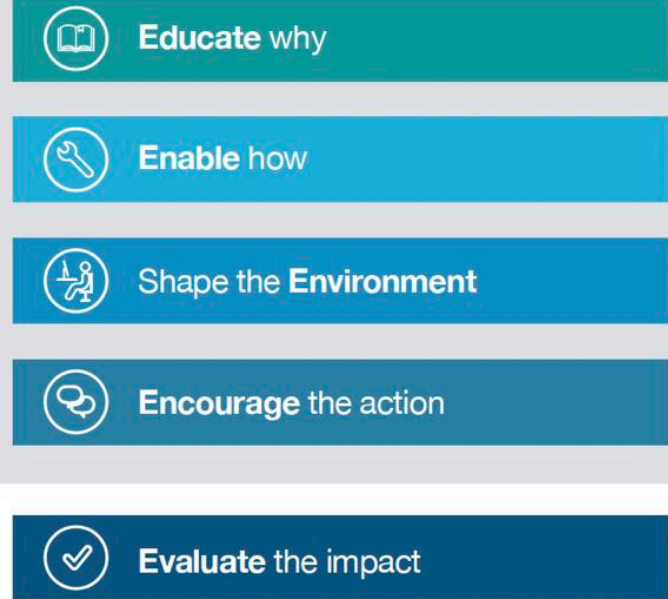 Educate why
Enable how
Shape the Environment
Encourage the action
Evaluate the impact